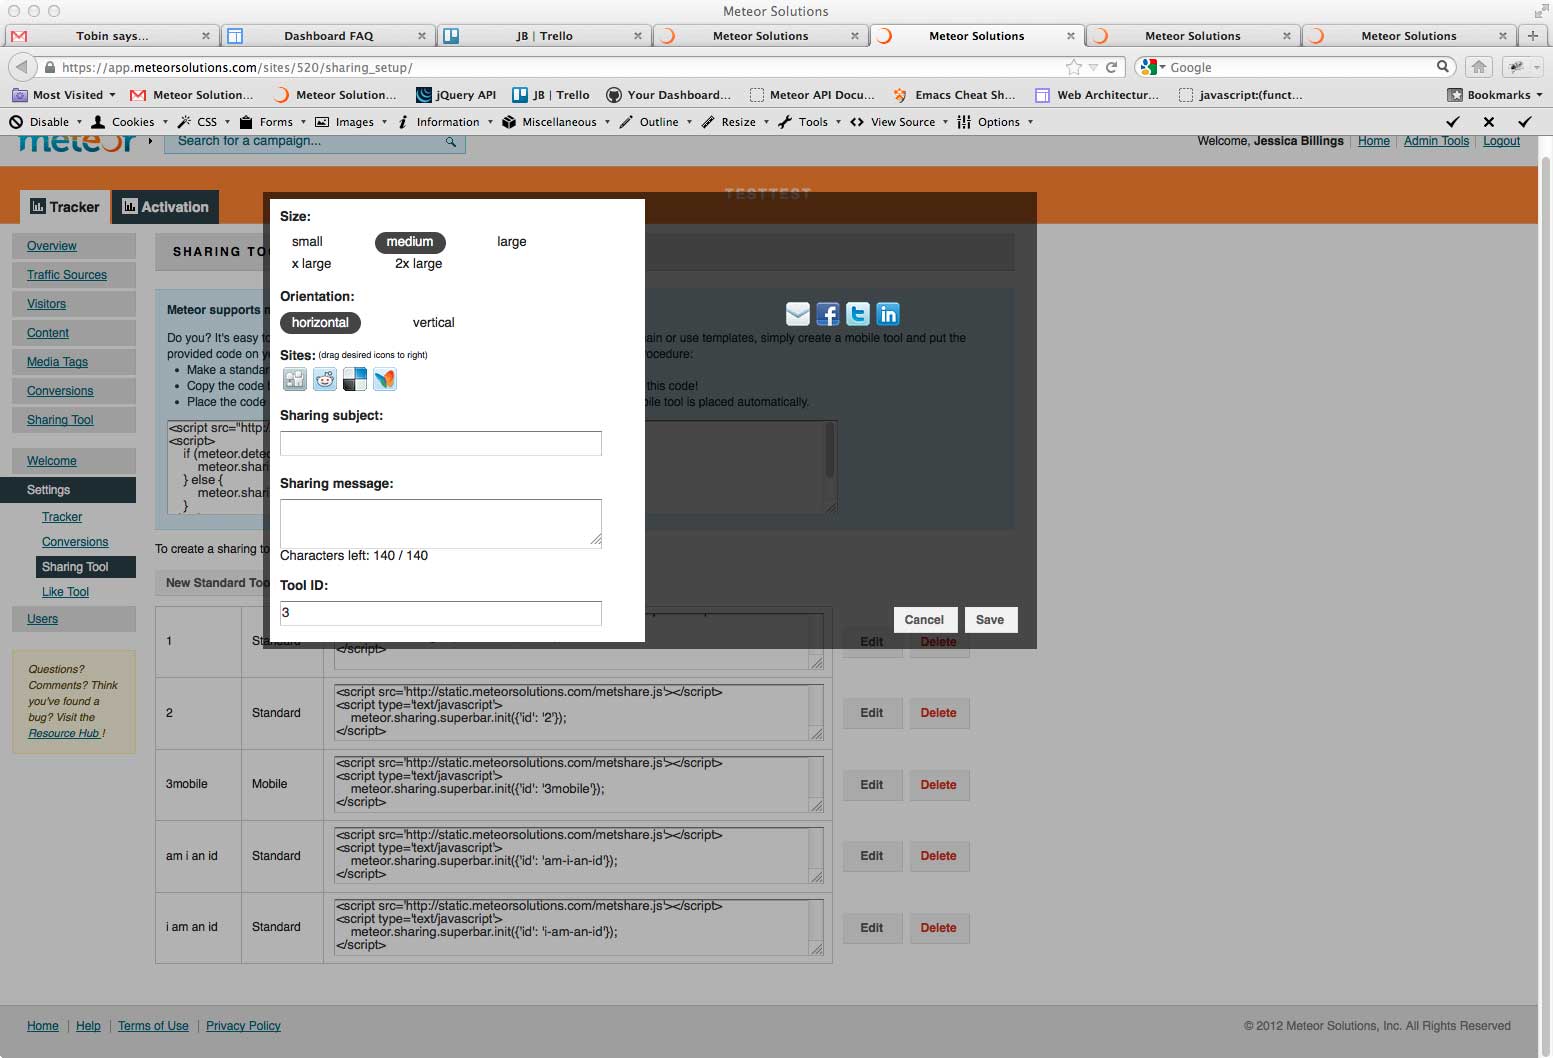 Meteor Solutions
Tobin says...
Dashboard FAQ
JB | Trello
Meteor Solutions
Meteor Solutions
Meteor Solutions
Meteor Solutions
https://app.meteorsolutions.com/sites/520/sharing_setup/
Google
Most Visited
Meteor Solution...
Meteor Solution...
jQuery API
JB | Trello
Your Dashboard...
Meteor API Docu...
Emacs Cheat Sh...
Web Architectur...
javascript:(funct...
Bookmarks
Disable
Cookies
CSS
Forms
Images
Information
Miscellaneous
Outline
Resize
Tools
View Source
Options
meteor
Search for a campaign...
Welcome, Jessica Billings
Home
Admin Tools
Logout
TESTTEST
Tracker
Activation
Overview
Traffic Sources
Visitors
Content
Media Tags
Conversions
Sharing Tool
Welcome
Settings
Tracker
Conversions
Sharing Tool
Like Tool
Users
Questions?
Comments? Think
you've found a
bug? Visit the
Resource Hub !
SHARING TO
Meteor supports
Do you? It's easy to
ain or use templates, simply create a mobile tool and put the
provided code on
ocedure:
• Make a standar
• Copy the code
this code!
• Place the code
ile tool is placed automatically.
<script src="http:/
<script>
if (meteor.detec
meteor.shar
} else {
meteor.shari
}
To create a sharing to
New Standard Too
Size:
small
medium
large
x large
2x large
Orientation:
horizontal
vertical
Sites: (drag desired icons to right)
Sharing subject:
Sharing message:
Characters left: 140 / 140
Tool ID:
3
Cancel
Save
1
Sta
</script>
Edit
Delete
2
Standard
<script src='http://static.meteorsolutions.com/metshare.js'></script>
<script type='text/javascript'>
meteor.sharing.superbar.init({'id': '2'});
</script>
Edit
Delete
3mobile
Mobile
<script src='http://static.meteorsolutions.com/metshare.js'></script>
<script type='text/javascript'>
meteor.sharing.superbar.init({'id': '3mobile'});
</script>
Edit
Delete
am i an id
Standard
<script src='http://static.meteorsolutions.com/metshare.js'></script>
<script type='text/javascript'>
meteor.sharing.superbar.init({'id': 'am-i-an-id'});
</script>
Edit
Delete
i am an id
Standard
<script src='http://static.meteorsolutions.com/metshare.js'></script>
<script type='text/javascript'>
meteor.sharing.superbar.init({'id': 'i-am-an-id'});
</script>
Edit
Delete
Home
Help
Terms of Use
Privacy Policy
© 2012 Meteor Solutions, Inc. All Rights Reserved